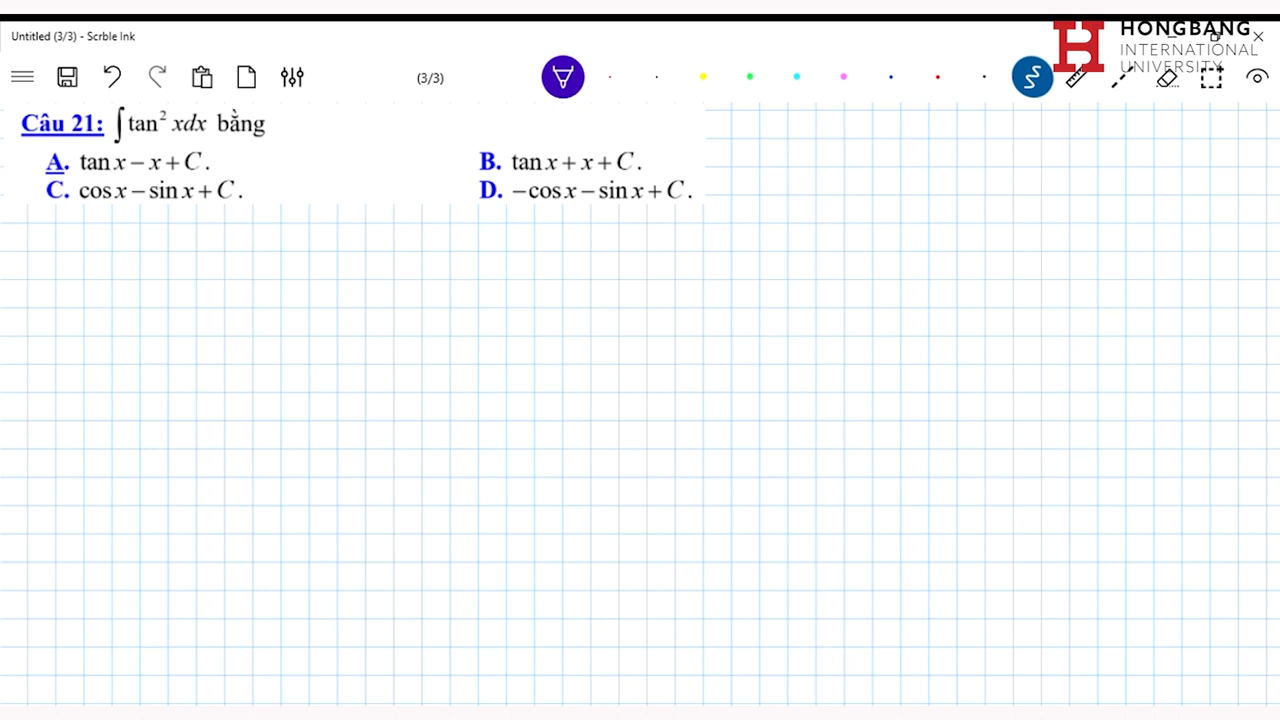 HONGBANG
INTERNATIONAL
UNIVERSITY
Untitled (3/3) - Scrble Ink
(3/3)
Câu 21: ∫tan² xdx bằng
A. tan x − x + C. B. tan x + x + C.
C. cos x − sin x + C. D. −cos x − sin x + C.